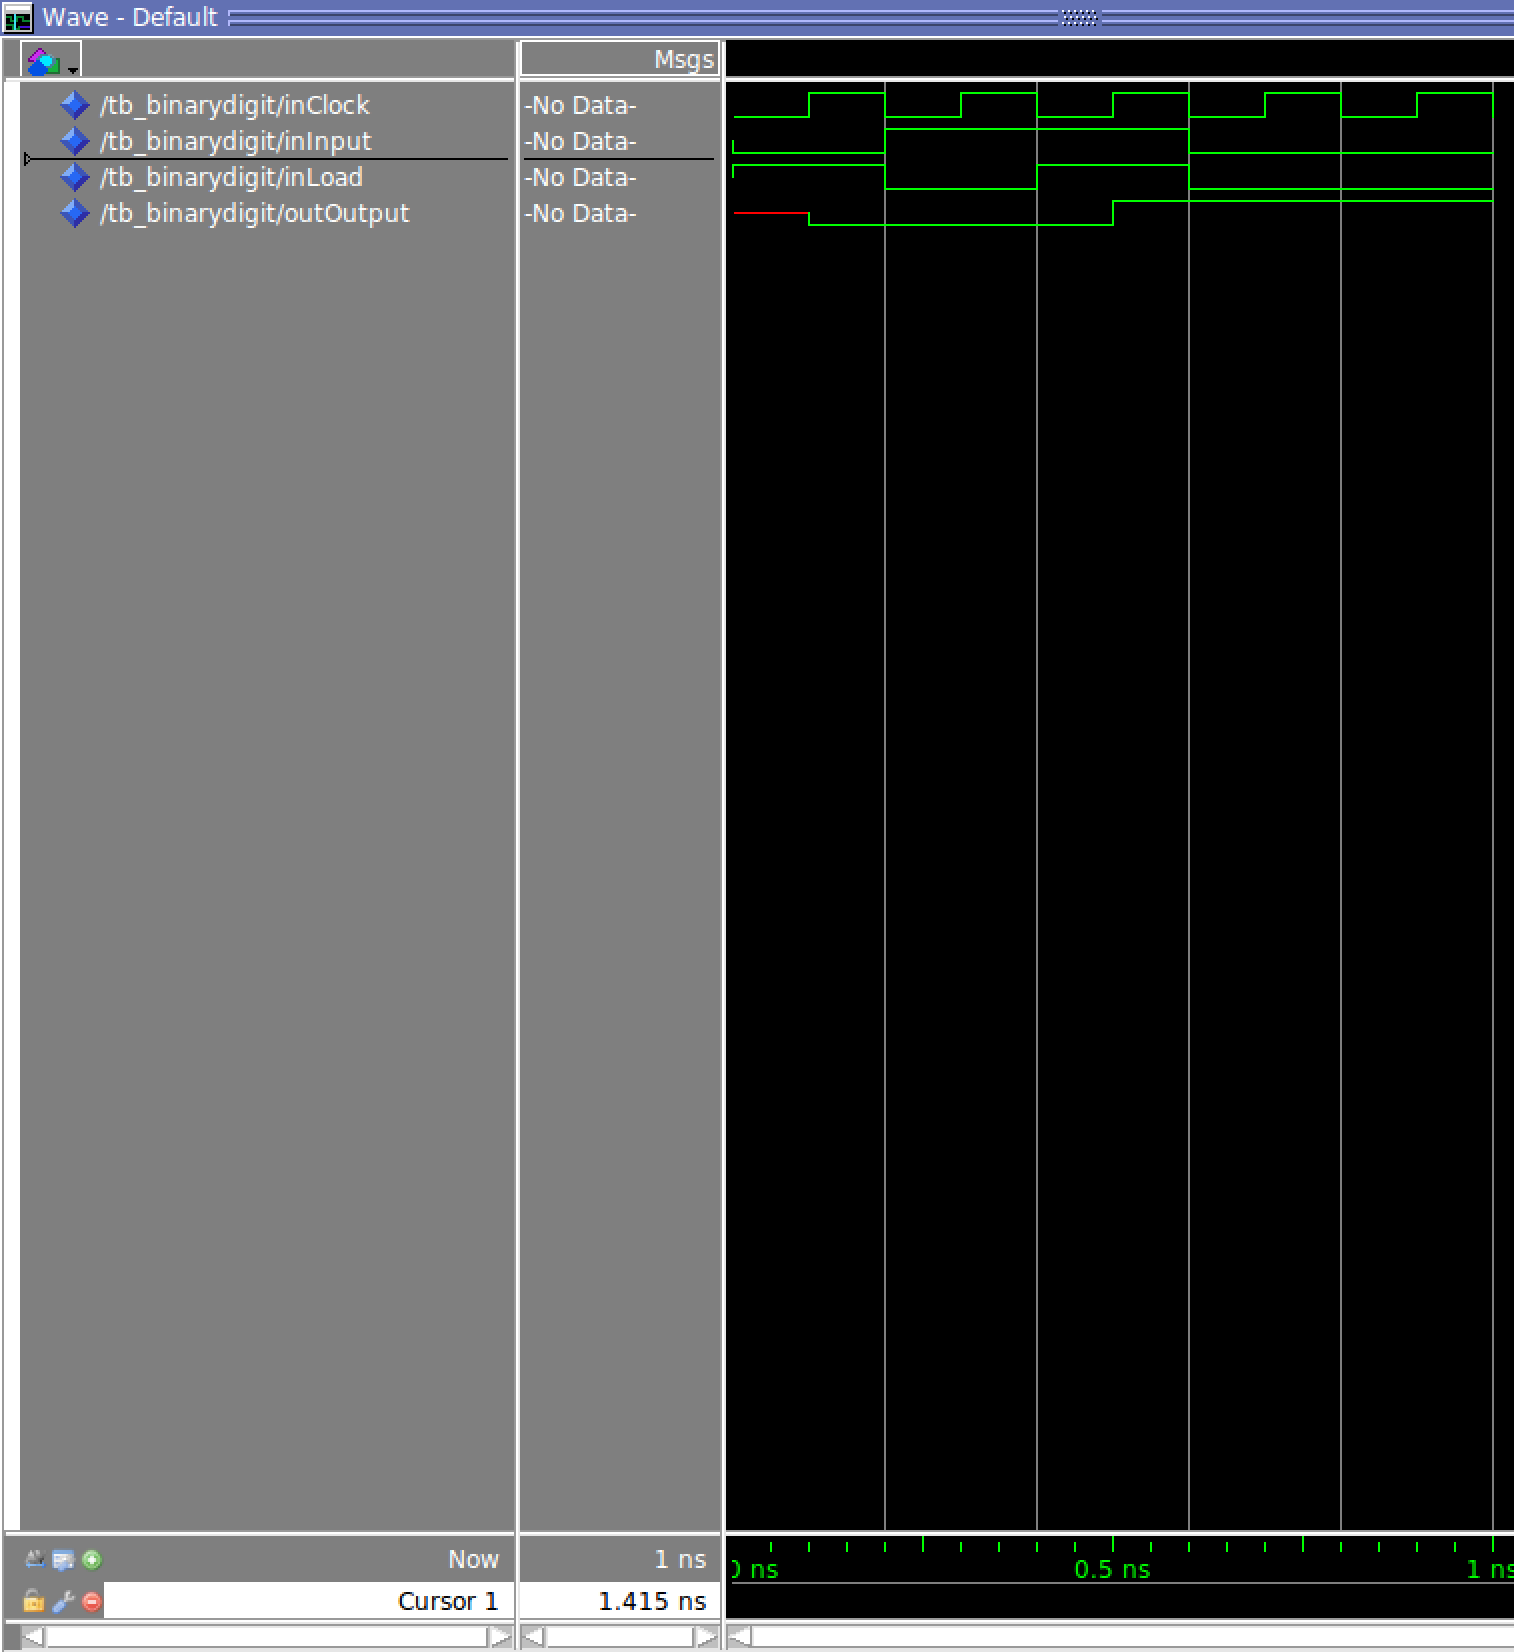 Wave - Default
Msgs
/tb_binarydigit/inClock -No Data-
/tb_binarydigit/inInput -No Data-
/tb_binarydigit/inLoad -No Data-
/tb_binarydigit/outOutput -No Data-
Now 1 ns
0 ns 0.5 ns 1 ns
Cursor 1 1.415 ns